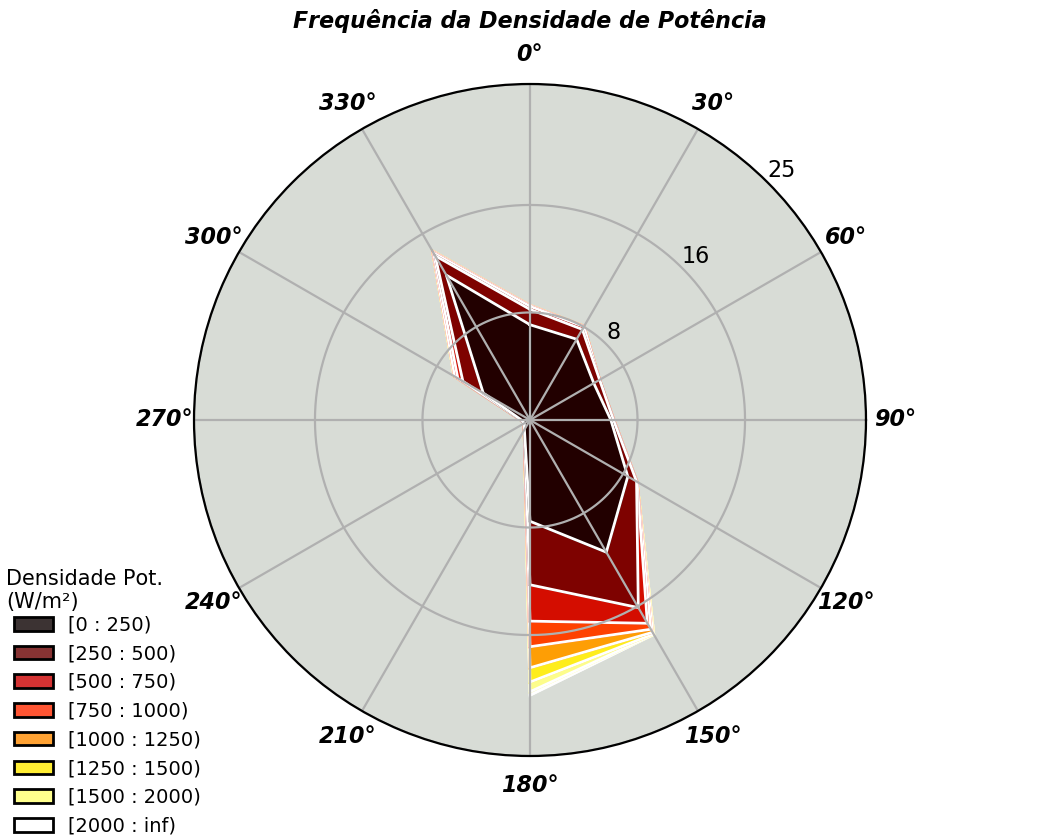 Frequência da Densidade de Potência
0°
330°
30°
25
300°
60°
16
8
270°
90°
240°
120°
210°
150°
180°
Densidade Pot.
(W/m²)
[0 : 250)
[250 : 500)
[500 : 750)
[750 : 1000)
[1000 : 1250)
[1250 : 1500)
[1500 : 2000)
[2000 : inf)